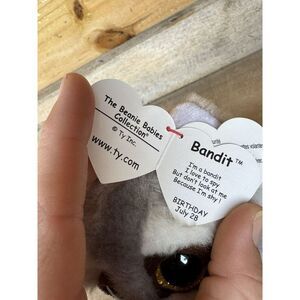 The Beanie Babies
Collection®
© Ty Inc.
www.ty.com
Bandit™
I'm a bandit
I love to spy
But don't look at me
Because I'm shy!
BIRTHDAY
July 28